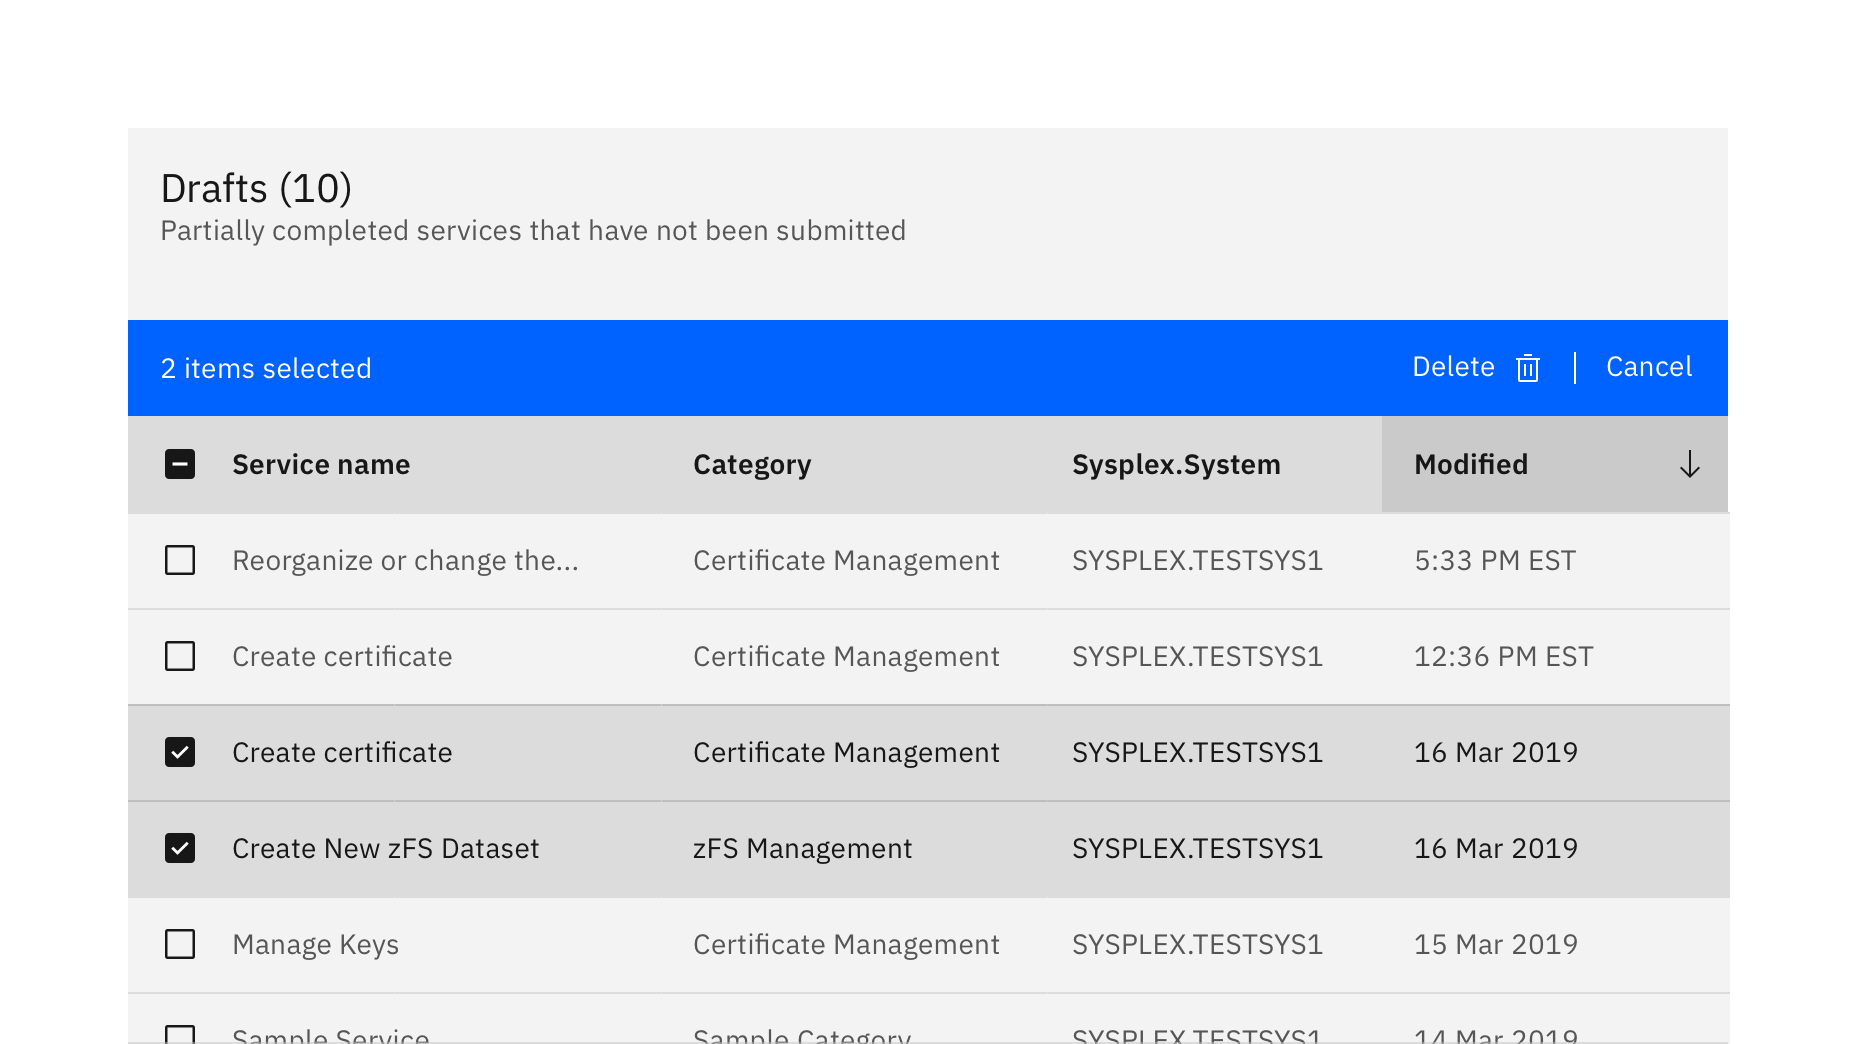 Drafts (10)
Partially completed services that have not been submitted
2 items selected Delete Cancel
Service name Category Sysplex.System Modified
Reorganize or change the... Certificate Management SYSPLEX.TESTSYS1 5:33 PM EST
Create certificate Certificate Management SYSPLEX.TESTSYS1 12:36 PM EST
Create certificate Certificate Management SYSPLEX.TESTSYS1 16 Mar 2019
Create New zFS Dataset zFS Management SYSPLEX.TESTSYS1 16 Mar 2019
Manage Keys Certificate Management SYSPLEX.TESTSYS1 15 Mar 2019
Sample Service Sample Category SYSPLEX.TESTSYS1 14 Mar 2019